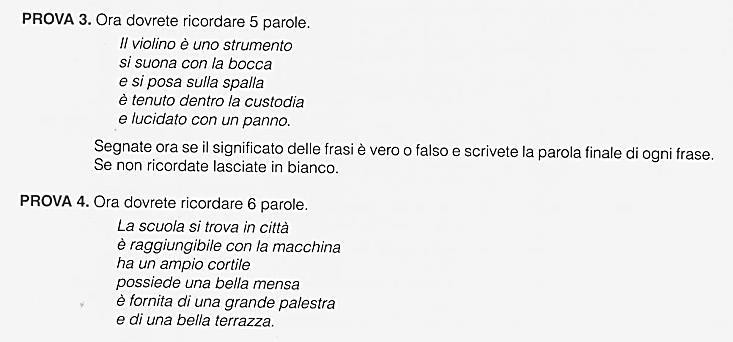 PROVA 3. Ora dovrete ricordare 5 parole.
Il violino è uno strumento
si suona con la bocca
e si posa sulla spalla
è tenuto dentro la custodia
e lucidato con un panno.
Segnate ora se il significato delle frasi è vero o falso e scrivete la parola finale di ogni frase.
Se non ricordate lasciate in bianco.
PROVA 4. Ora dovrete ricordare 6 parole.
La scuola si trova in città
è raggiungibile con la macchina
ha un ampio cortile
possiede una bella mensa
è fornita di una grande palestra
e di una bella terrazza.